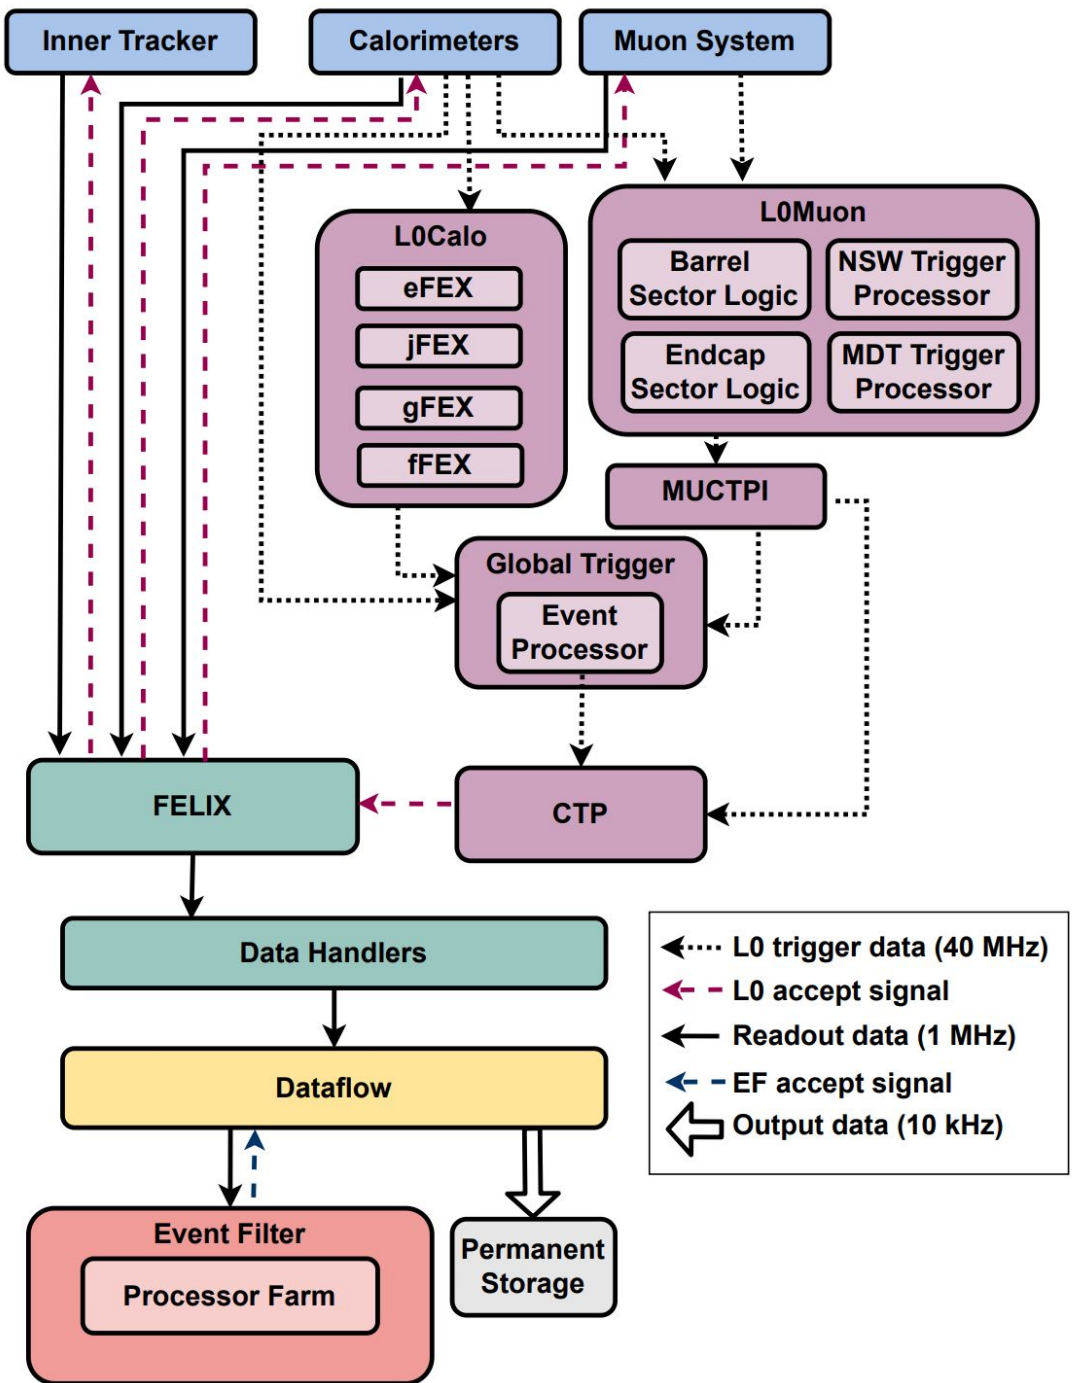 Inner Tracker
Calorimeters
Muon System
L0Calo
eFEX
jFEX
gFEX
fFEX
L0Muon
Barrel
Sector Logic
NSW Trigger
Processor
Endcap
Sector Logic
MDT Trigger
Processor
MUCTPI
Global Trigger
Event
Processor
FELIX
CTP
Data Handlers
Dataflow
Event Filter
Processor Farm
Permanent
Storage
L0 trigger data (40 MHz)
L0 accept signal
Readout data (1 MHz)
EF accept signal
Output data (10 kHz)